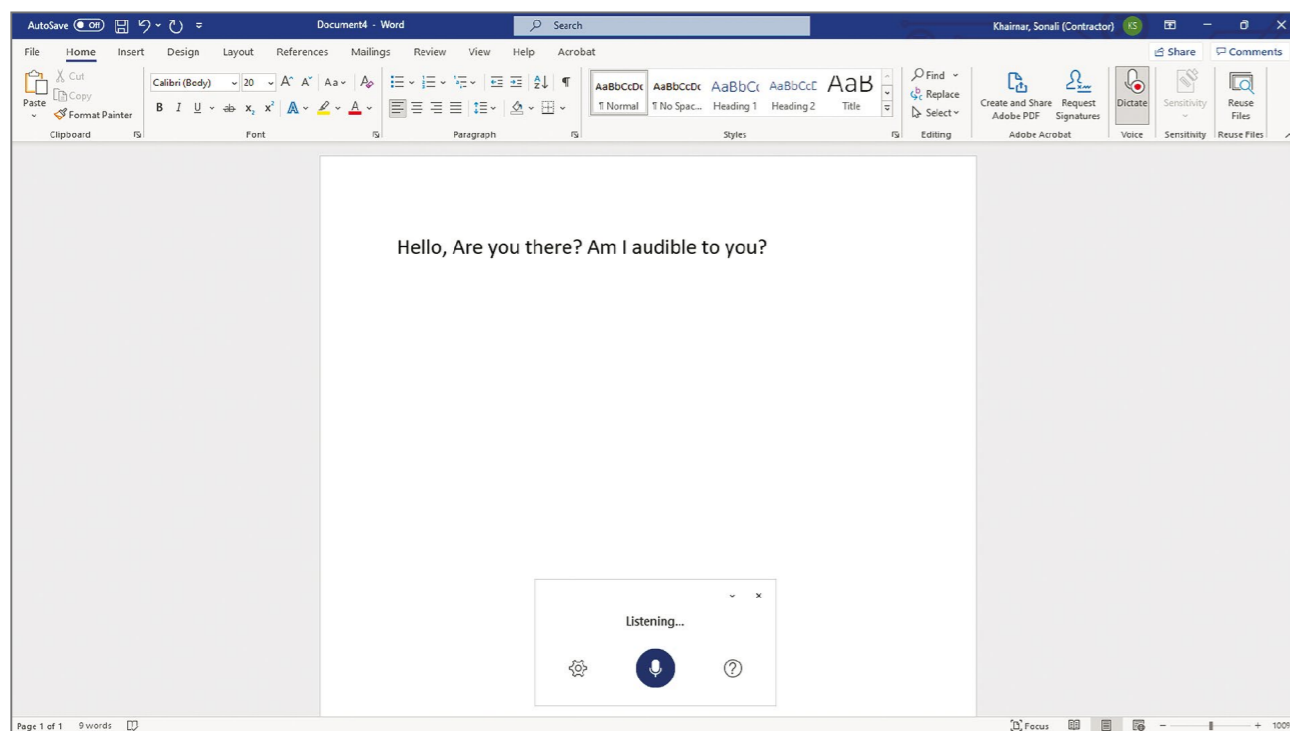 AutoSave Off Document4 - Word Search Khairnar, Sonali (Contractor) KS
File Home Insert Design Layout References Mailings Review View Help Acrobat Share Comments
Paste
Cut
Copy
Format Painter
Clipboard
Calibri (Body) 20
Font
Paragraph
AaBbCcDc AaBbCcDc AaBbCc AaBbCcE AaB
¶ Normal ¶ No Spac... Heading 1 Heading 2 Title
Styles
Find
Replace
Select
Editing
Create and Share
Adobe PDF
Request
Signatures
Adobe Acrobat
Dictate
Voice
Sensitivity
Sensitivity
Reuse
Files
Reuse Files
Hello, Are you there? Am I audible to you?
Listening...
Page 1 of 1 9 words Focus 100%